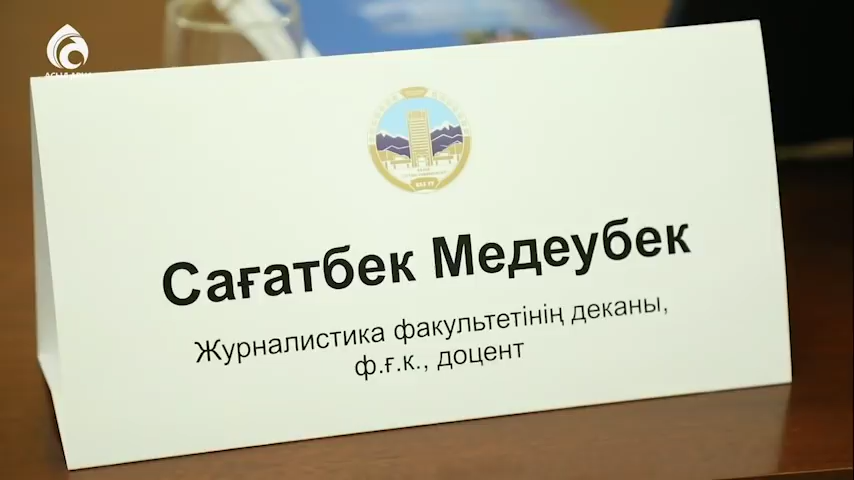 Сағатбек Медеубек
Журналистика факультетінің деканы,
ф.ғ.к., доцент